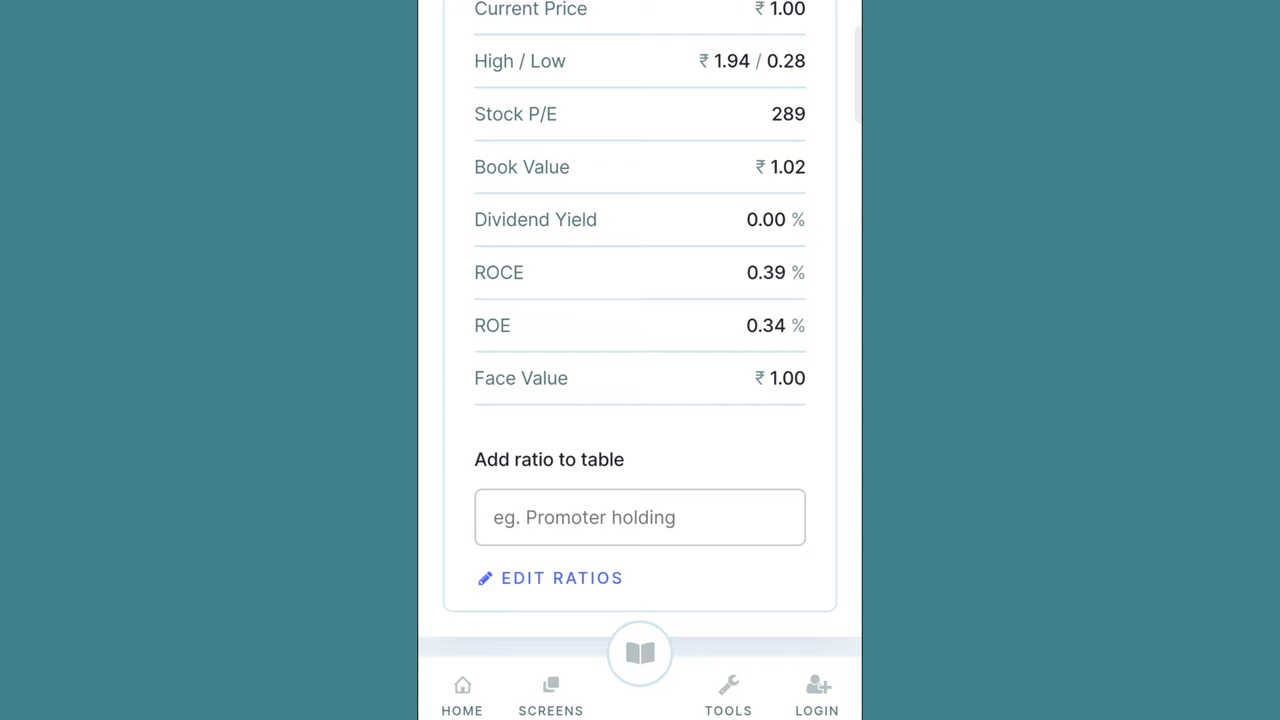 Current Price ₹ 1.00
High / Low ₹ 1.94 / 0.28
Stock P/E 289
Book Value ₹ 1.02
Dividend Yield 0.00 %
ROCE 0.39 %
ROE 0.34 %
Face Value ₹ 1.00
Add ratio to table
eg. Promoter holding
EDIT RATIOS
HOME SCREENS TOOLS LOGIN